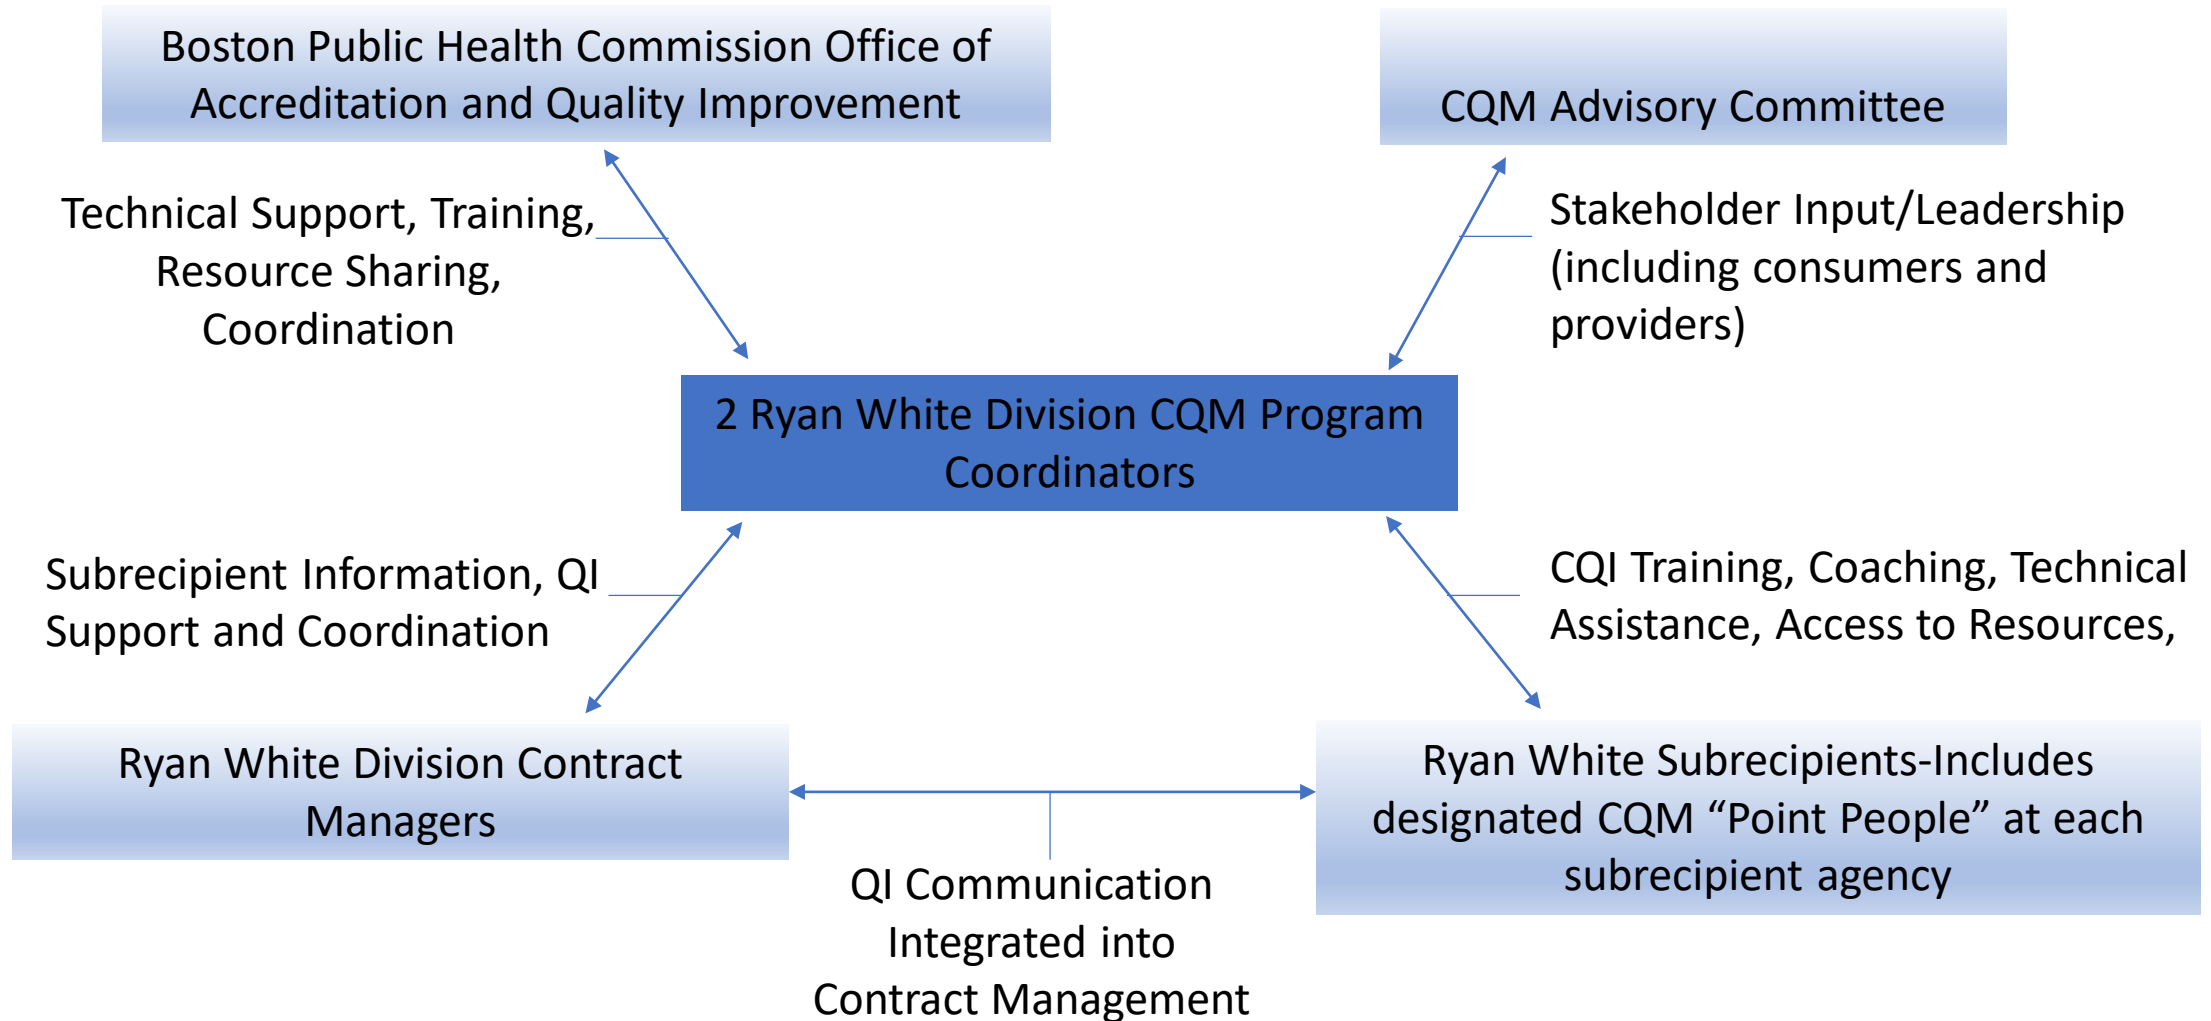 Boston Public Health Commission Office of
Accreditation and Quality Improvement
CQM Advisory Committee
Technical Support, Training,
Resource Sharing,
Coordination
Stakeholder Input/Leadership
(including consumers and
providers)
2 Ryan White Division CQM Program
Coordinators
Subrecipient Information, QI
Support and Coordination
CQI Training, Coaching, Technical
Assistance, Access to Resources,
Ryan White Division Contract
Managers
Ryan White Subrecipients-Includes
designated CQM “Point People” at each
subrecipient agency
QI Communication
Integrated into
Contract Management